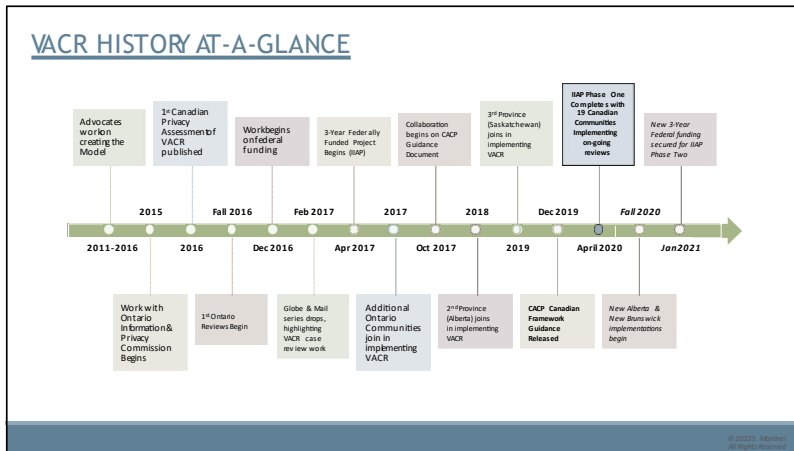 VACR HISTORY AT-A-GLANCE
Advocates
work on
creating the
Model
1st Canadian
Privacy
Assessment of
VACR
published
Work begins
on federal
funding
3-Year Federally
Funded Project
Begins (IIAP)
Collaboration
begins on CACP
Guidance
Document
3rd Province
(Saskatchewan)
joins in
implementing
VACR
IIAP Phase One
Completes with
19 Canadian
Communities
Implementing
on-going
reviews
New 3-Year
Federal funding
secured for IIAP
Phase Two
2015 Fall 2016 Feb 2017 2017 2018 Dec 2019 Fall 2020
2011-2016 2016 Dec 2016 Apr 2017 Oct 2017 2019 April 2020 Jan 2021
Work with
Ontario
Information &
Privacy
Commission
Begins
1st Ontario
Reviews Begin
Globe & Mail
series drops,
highlighting
VACR case
review work
Additional
Ontario
Communities
join in
implementing
VACR
2nd Province
(Alberta) joins
in implementing
VACR
CACP Canadian
Framework
Guidance
Released
New Alberta &
New Brunswick
implementations
begin
All Rights Reserved